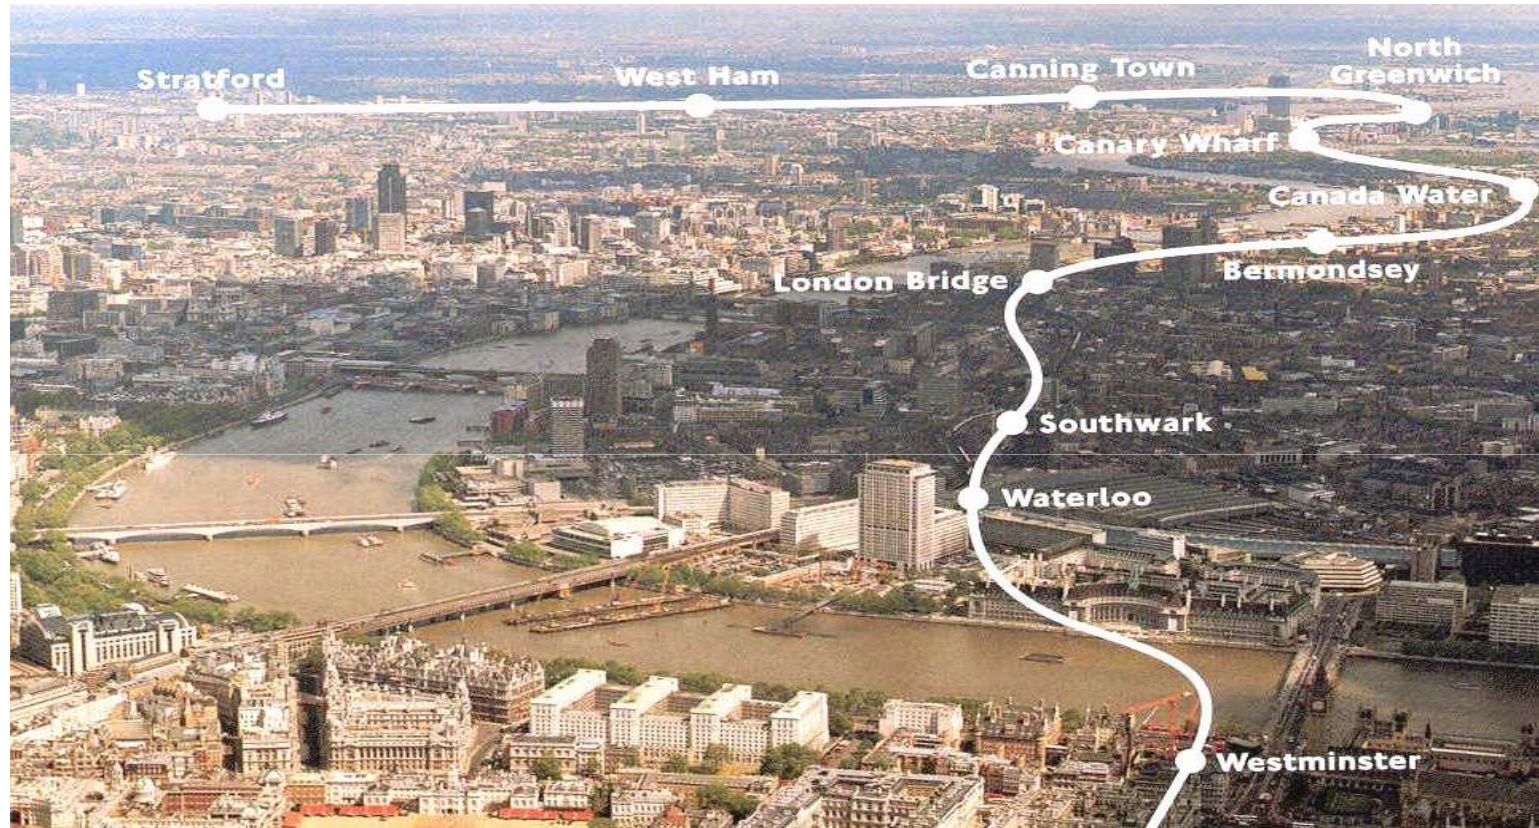 Stratford
West Ham
Canning Town
North
Greenwich
Canary Wharf
Canada Water
Bermondsey
London Bridge
Southwark
Waterloo
Westminster